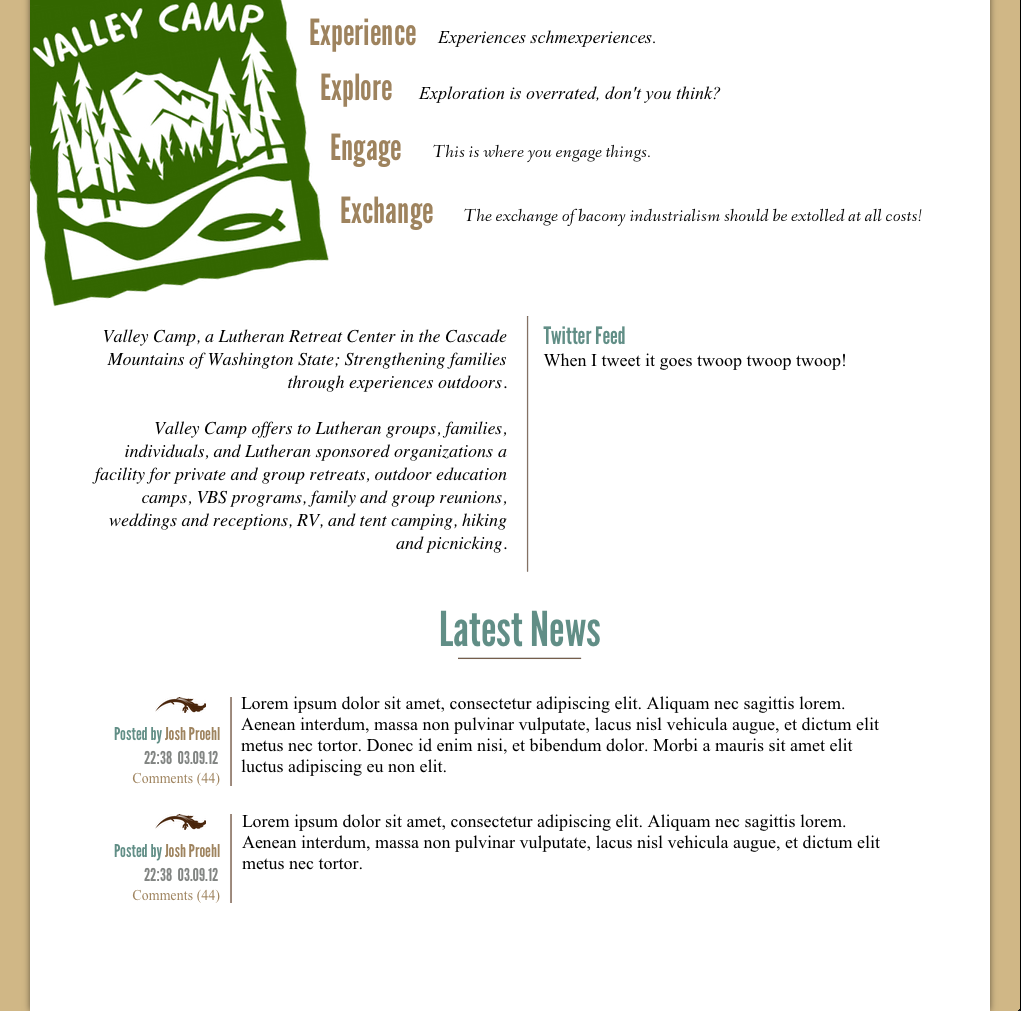 VALLEY CAMP
Experience Experiences schmexperiences.
Explore Exploration is overrated, don't you think?
Engage This is where you engage things.
Exchange The exchange of bacony industrialism should be extolled at all costs!
Valley Camp, a Lutheran Retreat Center in the Cascade
Mountains of Washington State; Strengthening families
through experiences outdoors.
Valley Camp offers to Lutheran groups, families,
individuals, and Lutheran sponsored organizations a
facility for private and group retreats, outdoor education
camps, VBS programs, family and group reunions,
weddings and receptions, RV, and tent camping, hiking
and picnicking.
Twitter Feed
When I tweet it goes twoop twoop twoop!
Latest News
Posted by Josh Proehl
22:38 03.09.12
Comments (44)
Lorem ipsum dolor sit amet, consectetur adipiscing elit. Aliquam nec sagittis lorem.
Aenean interdum, massa non pulvinar vulputate, lacus nisl vehicula augue, et dictum elit
metus nec tortor. Donec id enim nisi, et bibendum dolor. Morbi a mauris sit amet elit
luctus adipiscing eu non elit.
Posted by Josh Proehl
22:38 03.09.12
Comments (44)
Lorem ipsum dolor sit amet, consectetur adipiscing elit. Aliquam nec sagittis lorem.
Aenean interdum, massa non pulvinar vulputate, lacus nisl vehicula augue, et dictum elit
metus nec tortor.